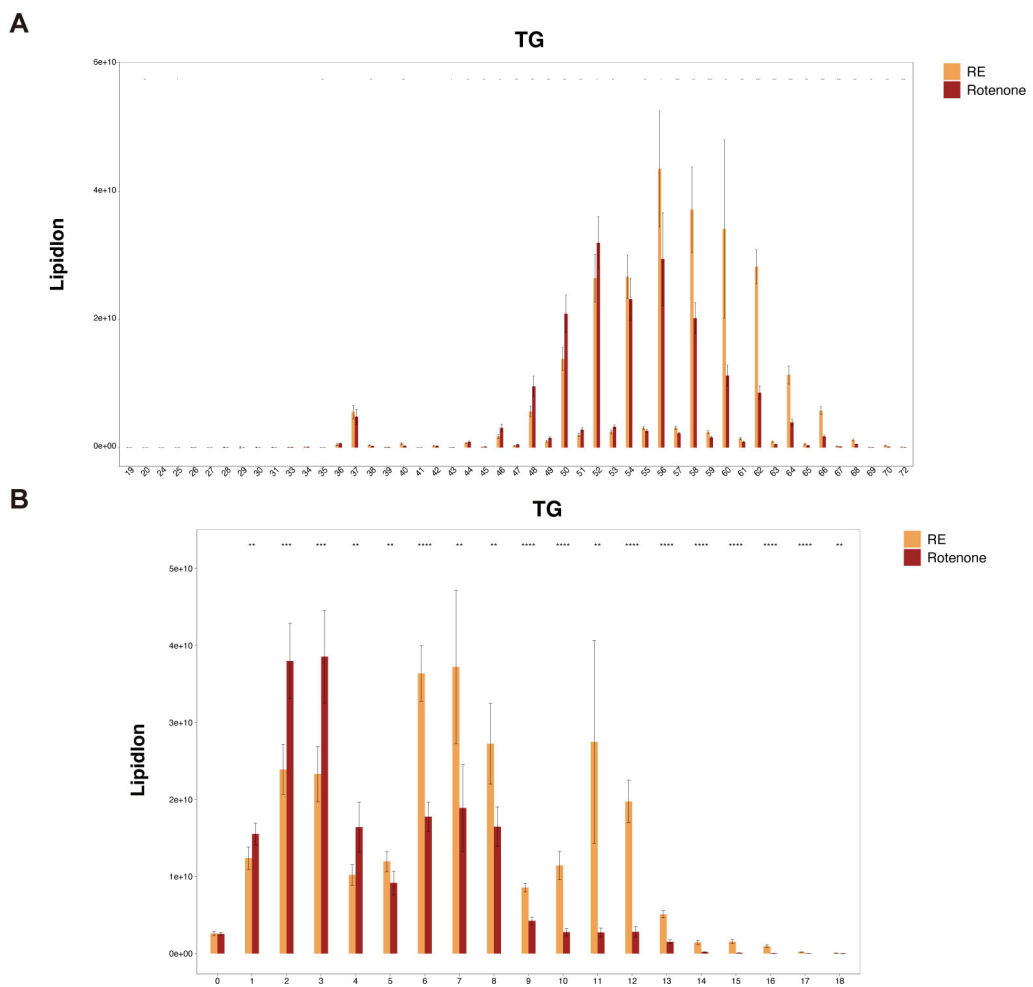 A
TG
6e+10
4e+10
2e+10
0e+00
LipidIon
RE
Rotenone
19 20 24 25 26 27 28 29 30 31 33 34 35 36 37 38 39 40 41 42 43 44 45 46 47 48 49 50 51 52 53 54 55 56 57 58 59 60 61 62 63 64 65 66 67 68 69 70 72
B
TG
** *** *** ** ** **** ** ** **** **** ** **** **** **** **** **** **** **
5e+10
4e+10
3e+10
2e+10
1e+10
0e+00
LipidIon
RE
Rotenone
0 1 2 3 4 5 6 7 8 9 10 11 12 13 14 15 16 17 18